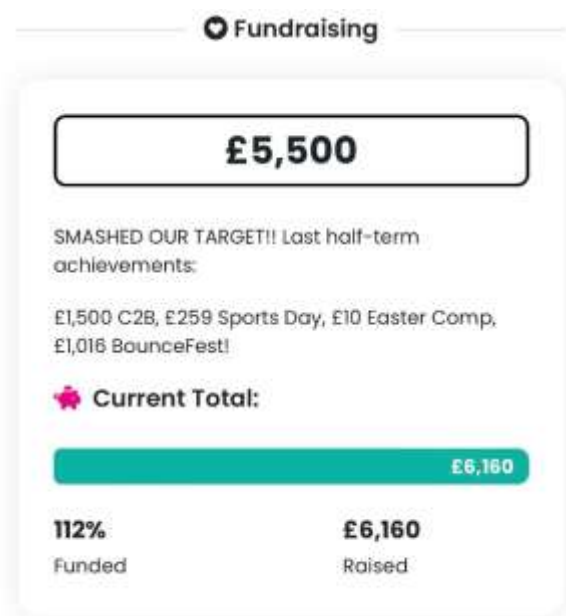 Fundraising
£5,500
SMASHED OUR TARGET!! Last half-term
achievements:
£1,500 C2B, £259 Sports Day, £10 Easter Comp,
£1,016 BounceFest!
Current Total:
£6,160
112%
Funded
£6,160
Raised